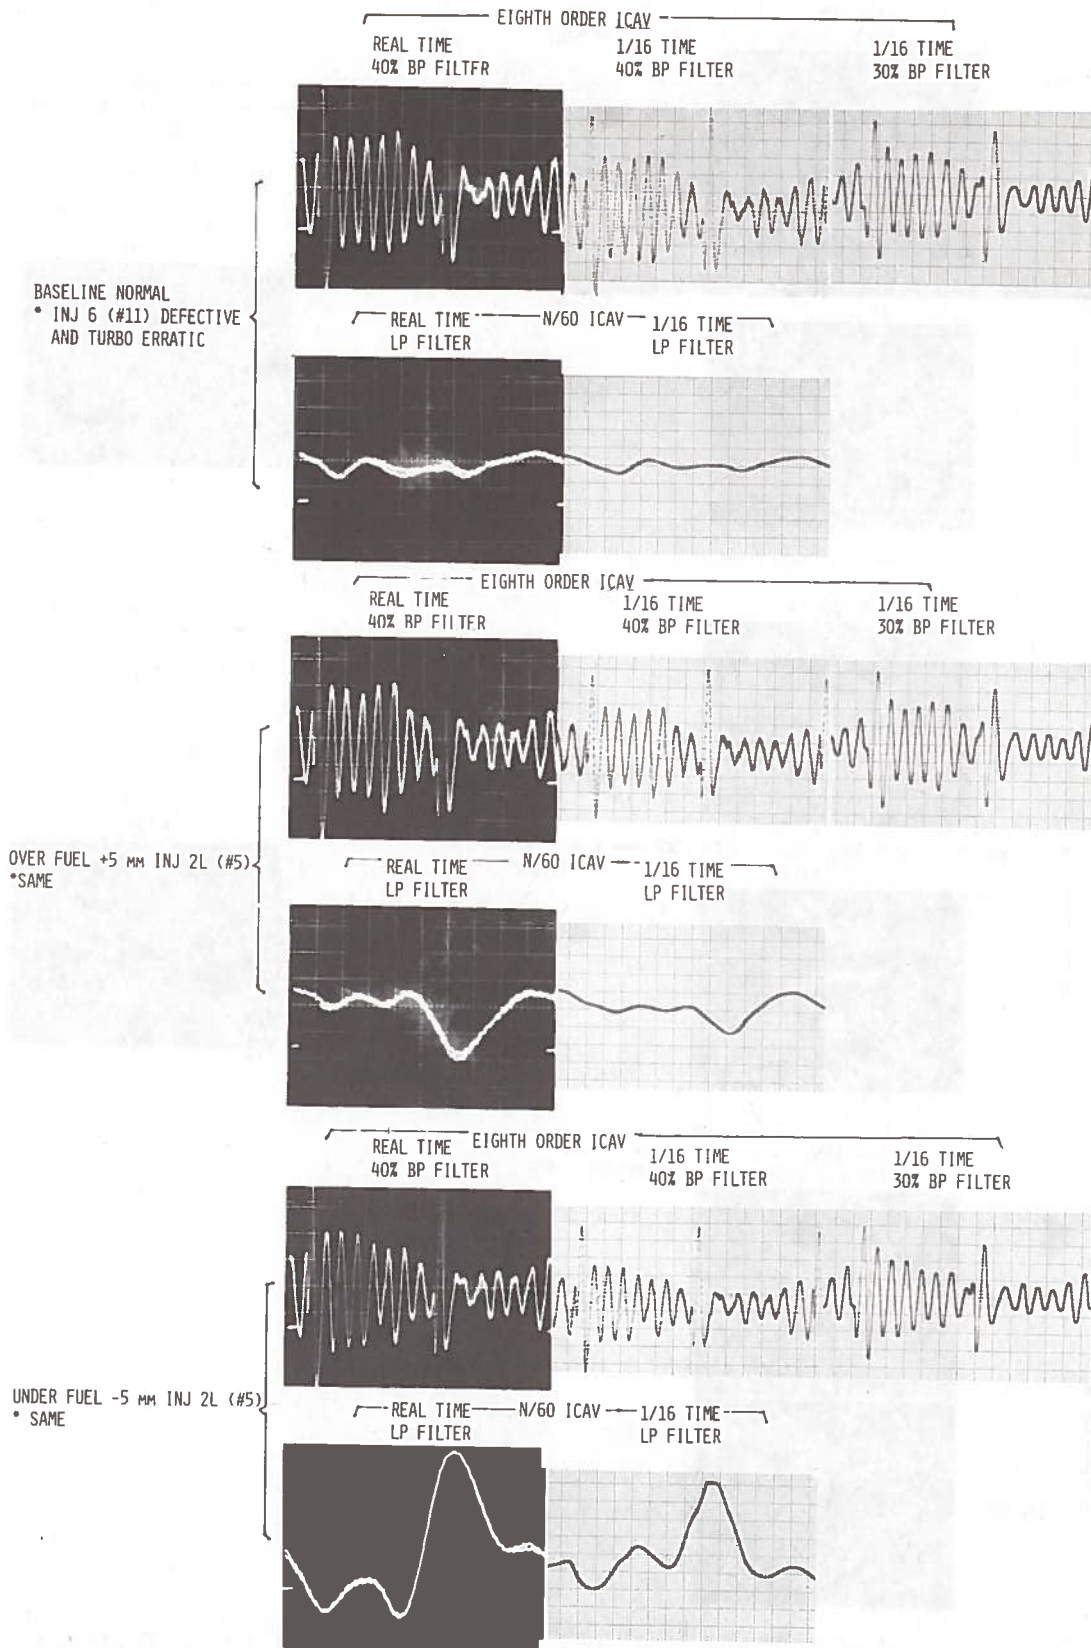 EIGHTH ORDER ICAV
REAL TIME
40% BP FILTFR
1/16 TIME
40% BP FILTER
1/16 TIME
30% BP FILTER
BASELINE NORMAL
* INJ 6 (#11) DEFECTIVE
AND TURBO ERRATIC
REAL TIME
LP FILTER
N/60 ICAV
1/16 TIME
LP FILTER
EIGHTH ORDER ICAV
REAL TIME
40% BP FILTER
1/16 TIME
40% BP FILTER
1/16 TIME
30% BP FILTER
OVER FUEL +5 MM INJ 2L (#5)
*SAME
REAL TIME
LP FILTER
N/60 ICAV
1/16 TIME
LP FILTER
EIGHTH ORDER ICAV
REAL TIME
40% BP FILTER
1/16 TIME
40% BP FILTER
1/16 TIME
30% BP FILTER
UNDER FUEL -5 MM INJ 2L (#5)
* SAME
REAL TIME
LP FILTER
N/60 ICAV
1/16 TIME
LP FILTER